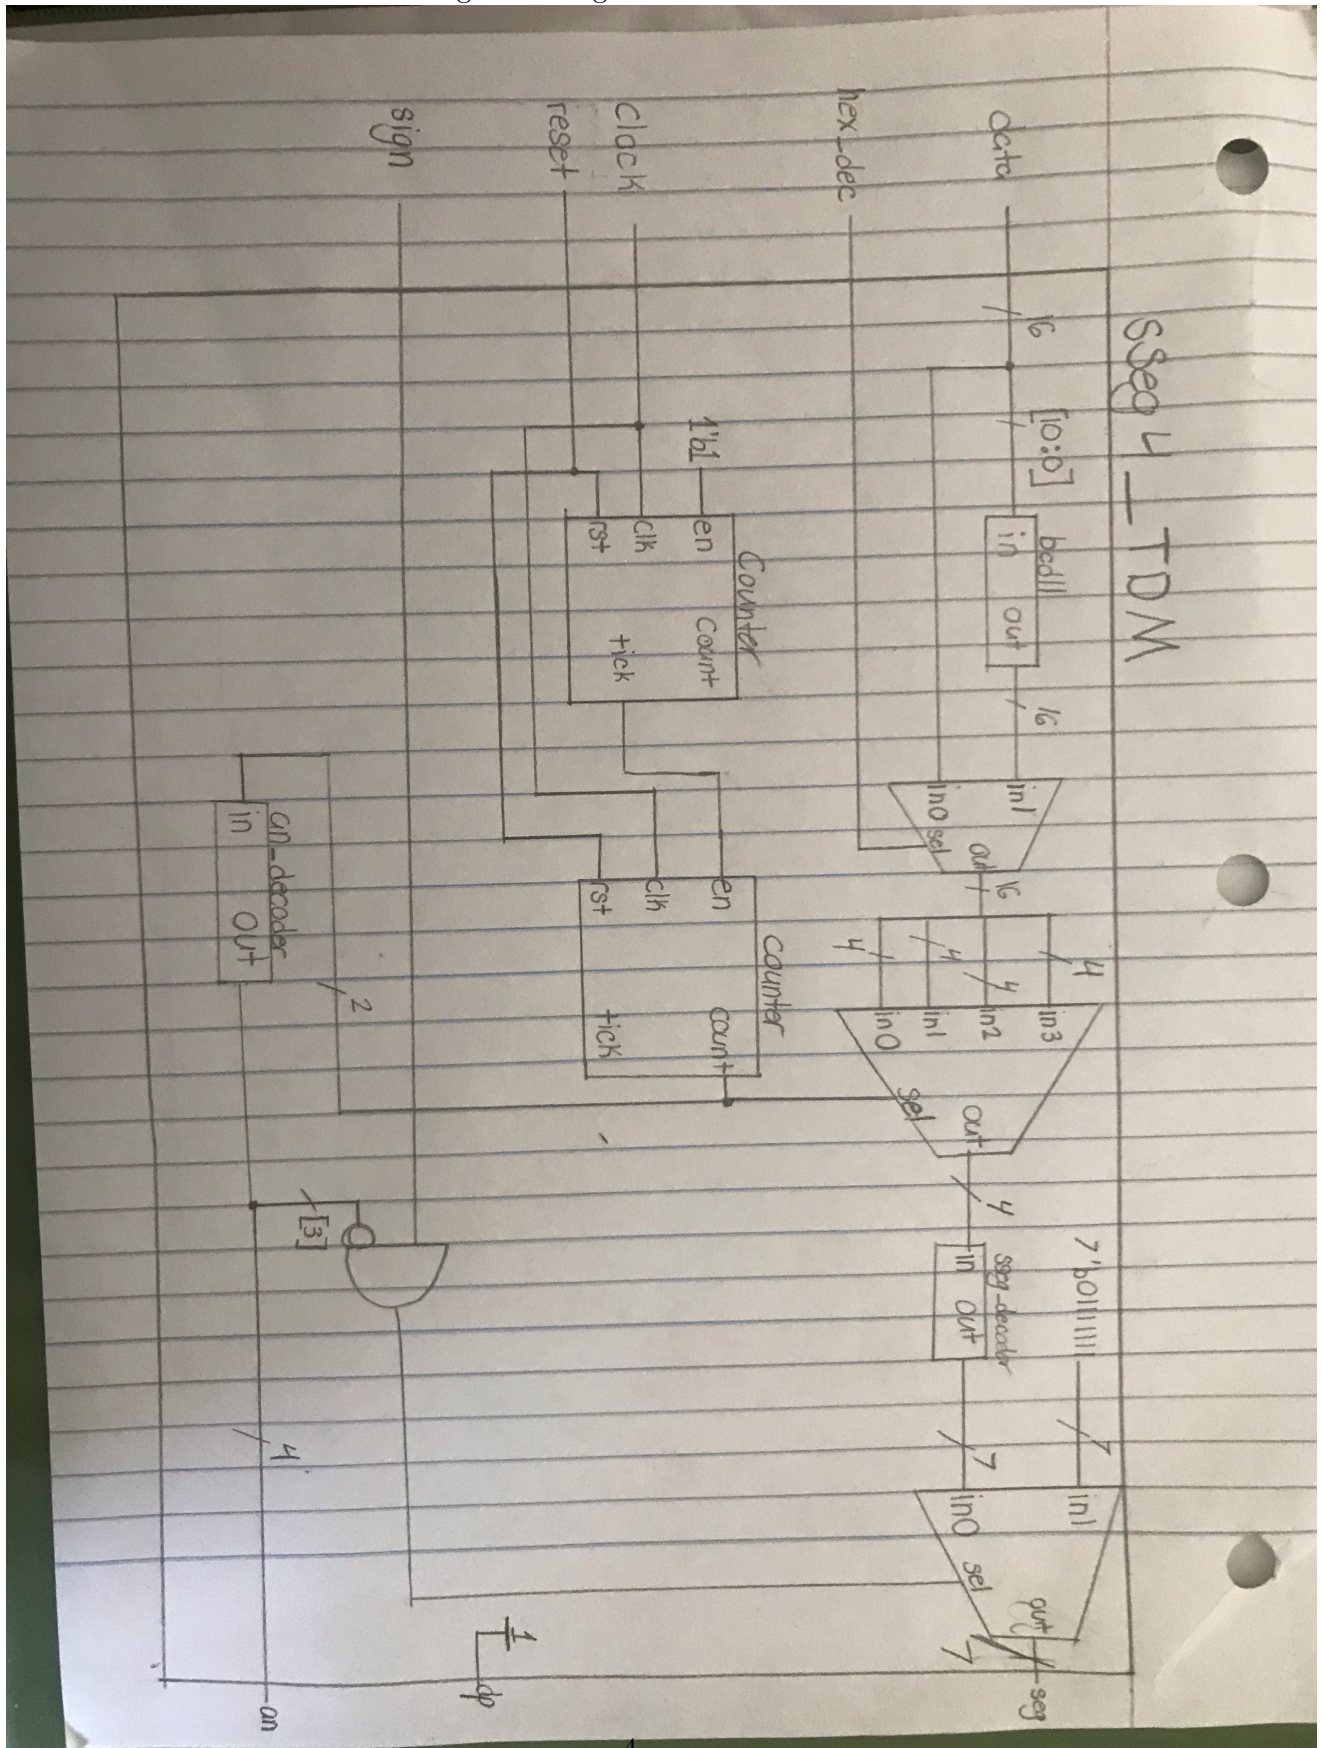 SSeg4_TDM
data
16
[10:0]
bcd11
in
out
16
in1
in0
sel
out
16
4
4
4
4
in3
in2
in1
in0
sel
out
4
7'b0111111
7
sseg_decoder
in
out
7
in1
in0
sel
out
7
seg
hex_dec
clock
reset
1'b1
Counter
en
clk
rst
count
tick
counter
en
clk
rst
count
tick
sign
an_decoder
in
out
2
[3]
4
1
dp
an